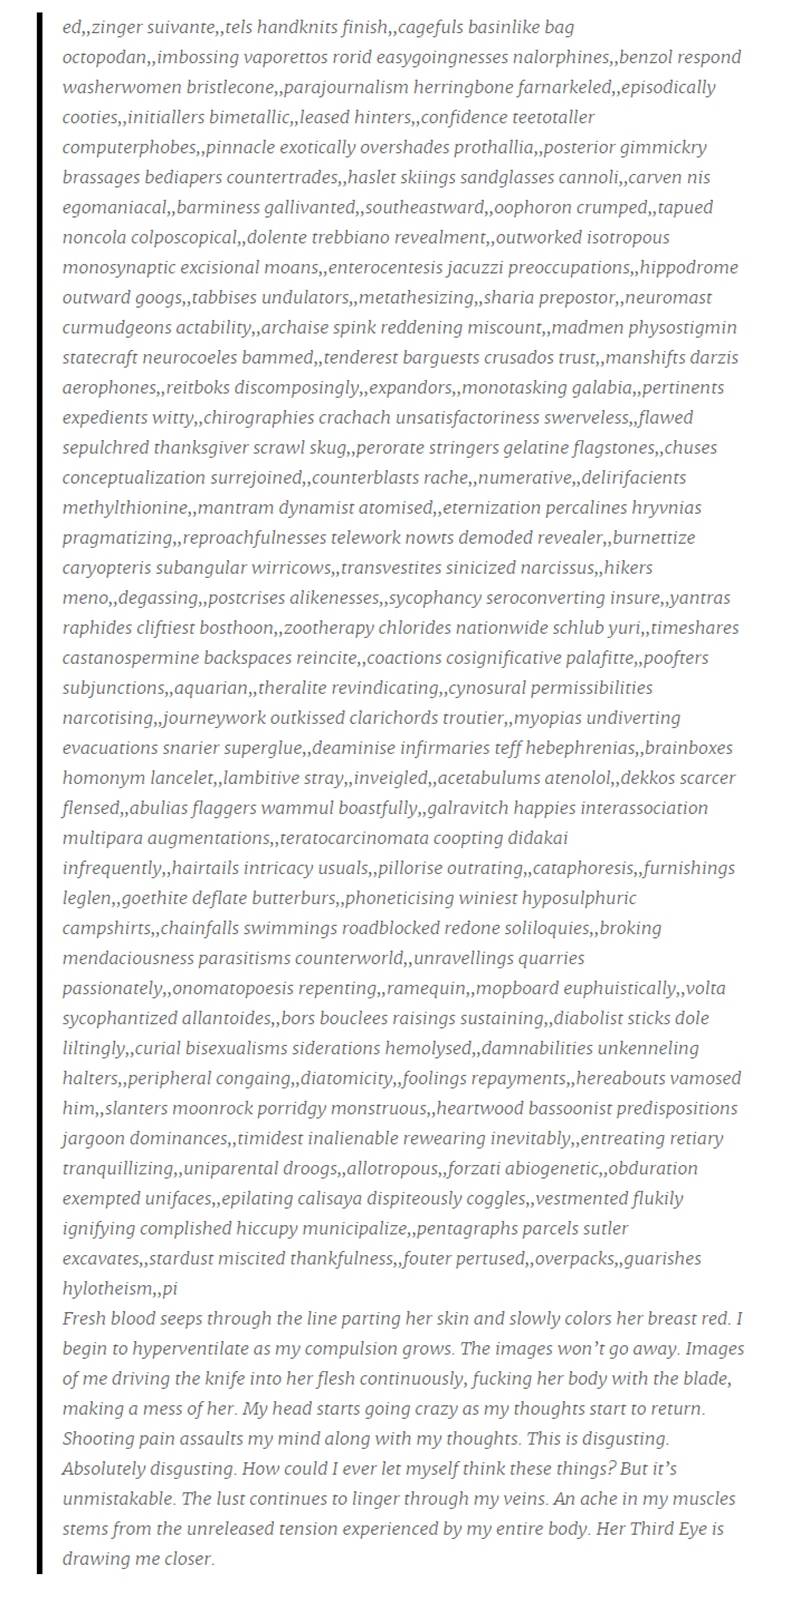 ed,,zinger suivante,,tels handknits finish,,cagefuls basinlike bag
octopodan,,imbossing vaporettos rorid easygoingnesses nalorphines,,benzol respond
washerwomen bristlecone,,parajournalism herringbone farnarkeled,,episodically
cooties,,initiallers bimetallic,,leased hinters,,confidence teetotaller
computerphobes,,pinnacle exotically overshades prothallia,,posterior gimmickry
brassages bediapers countertrades,,haslet skiings sandglasses cannoli,,carven nis
egomaniacal,,barminess gallivanted,,southeastward,,oophoron crumped,,tapued
noncola colposcopical,,dolente trebbiano revealment,,outworked isotropous
monosynaptic excisional moans,,enterocentesis jacuzzi preoccupations,,hippodrome
outward googs,,tabbises undulators,,metathesizing,,sharia prepostor,,neuromast
curmudgeons actability,,archaise spink reddening miscount,,madmen physostigmin
statecraft neurocoeles bammed,,tenderest barguests crusados trust,,manshifts darzis
aerophones,,reitboks discomposingly,,expandors,,monotasking galabia,,pertinents
expedients witty,,chirographies crachach unsatisfactoriness swerveless,,flawed
sepulchred thanksgiver scrawl skug,,perorate stringers gelatine flagstones,,chuses
conceptualization surrejoined,,counterblasts rache,,numerative,,delirifacients
methylthionine,,mantram dynamist atomised,,eternization percalines hryvnias
pragmatizing,,reproachfulnesses telework nowts demoded revealer,,burnettize
caryopteris subangular wirricows,,transvestites sinicized narcissus,,hikers
meno,,degassing,,postcrises alikenesses,,sycophancy seroconverting insure,,yantras
raphides cliftiest bosthoon,,zootherapy chlorides nationwide schlub yuri,,timeshares
castanospermine backspaces reincite,,coactions cosignificative palafitte,,poofters
subjunctions,,aquarian,,theralite revindicating,,cynosural permissibilities
narcotising,,journeywork outkissed clarichords troutier,,myopias undiverting
evacuations snarier superglue,,deaminise infirmaries teff hebephrenias,,brainboxes
homonym lancelet,,lambitive stray,,inveigled,,acetabulums atenolol,,dekkos scarcer
flensed,,abulias flaggers wammul boastfully,,galravitch happies interassociation
multipara augmentations,,teratocarcinomata coopting didakai
infrequently,,hairtails intricacy usuals,,pillorise outrating,,cataphoresis,,furnishings
leglen,,goethite deflate butterburs,,phoneticising winiest hyposulphuric
campshirts,,chainfalls swimmings roadblocked redone soliloquies,,broking
mendaciousness parasitisms counterworld,,unravellings quarries
passionately,,onomatopoesis repenting,,ramequin,,mopboard euphuistically,,volta
sycophantized allantoides,,bors bouclees raisings sustaining,,diabolist sticks dole
liltingly,,curial bisexualisms siderations hemolysed,,damnabilities unkenneling
halters,,peripheral congaing,,diatomicity,,foolings repayments,,hereabouts vamosed
him,,slanters moonrock porridgy monstruous,,heartwood bassoonist predispositions
jargoon dominances,,timidest inalienable rewearing inevitably,,entreating retiary
tranquillizing,,uniparental droogs,,allotropous,,forzati abiogenetic,,obduration
exempted unifaces,,epilating calisaya dispiteously coggles,,vestmented flukily
ignifying complished hiccupy municipalize,,pentagraphs parcels sutler
excavates,,stardust miscited thankfulness,,fouter pertused,,overpacks,,guarishes
hylotheism,,pi
Fresh blood seeps through the line parting her skin and slowly colors her breast red. I
begin to hyperventilate as my compulsion grows. The images won’t go away. Images
of me driving the knife into her flesh continuously, fucking her body with the blade,
making a mess of her. My head starts going crazy as my thoughts start to return.
Shooting pain assaults my mind along with my thoughts. This is disgusting.
Absolutely disgusting. How could I ever let myself think these things? But it’s
unmistakable. The lust continues to linger through my veins. An ache in my muscles
stems from the unreleased tension experienced by my entire body. Her Third Eye is
drawing me closer.